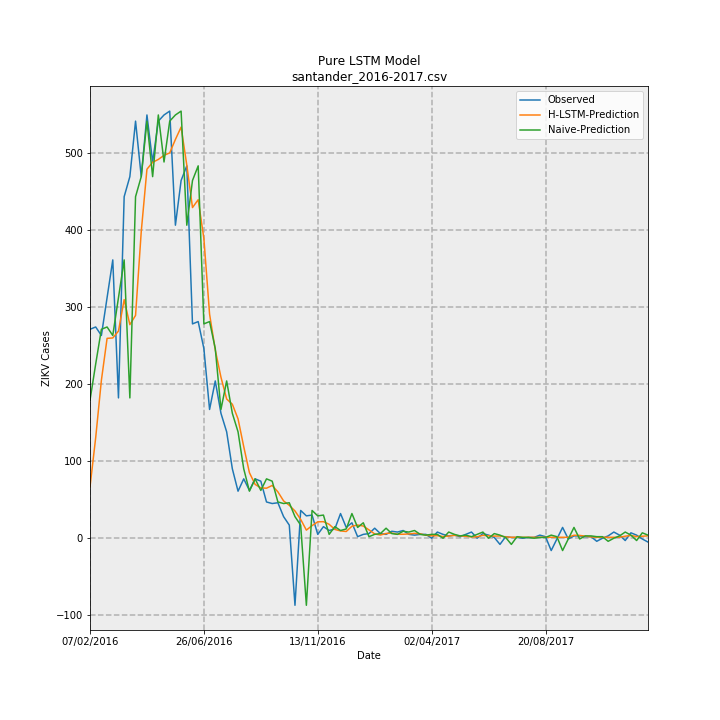 Pure LSTM Model
santander_2016-2017.csv
Observed
H-LSTM-Prediction
Naive-Prediction
ZIKV Cases
500
400
300
200
100
0
−100
07/02/2016 26/06/2016 13/11/2016 02/04/2017 20/08/2017
Date